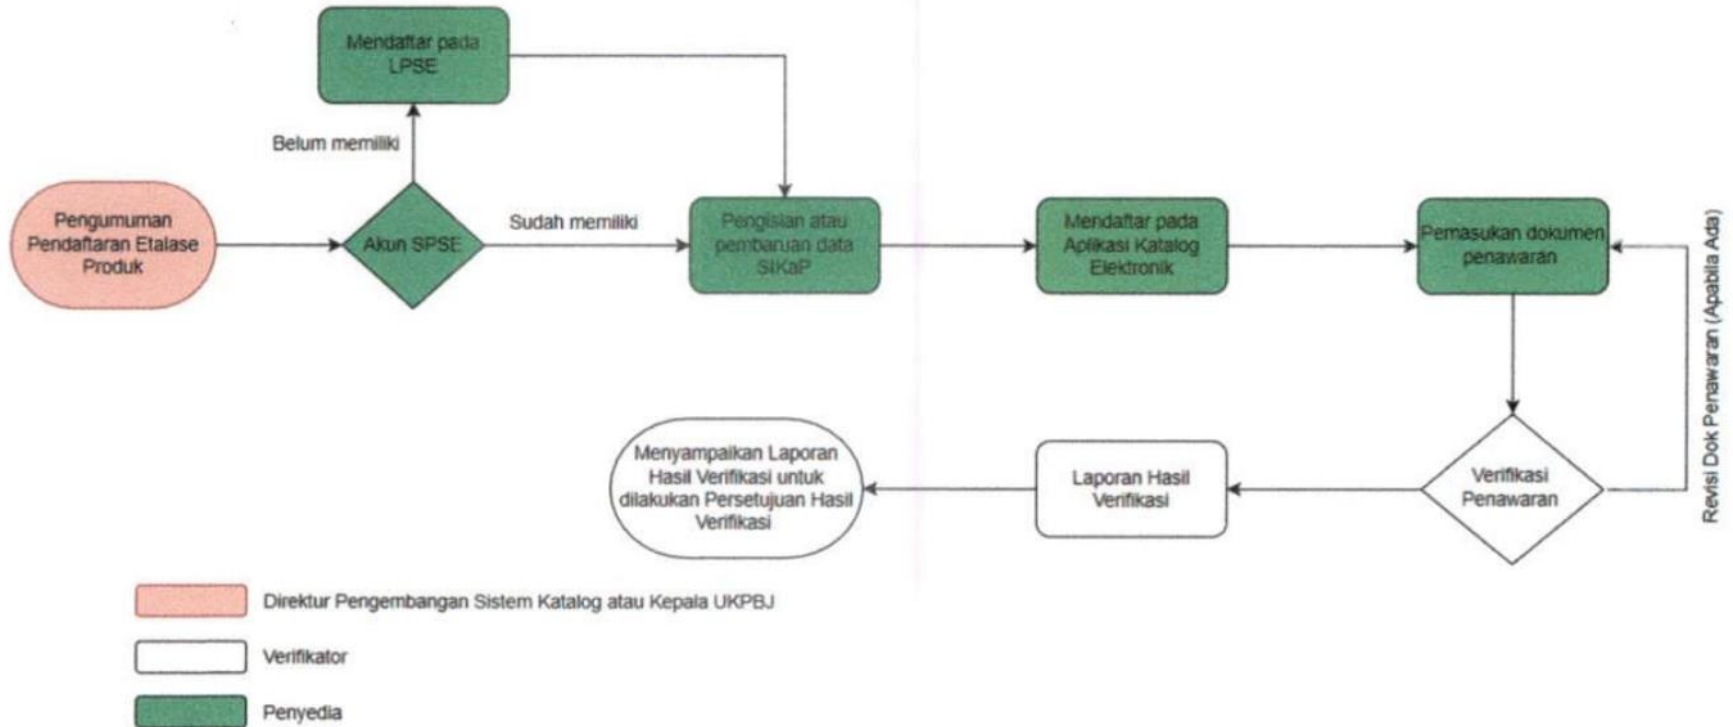 Mendaftar pada
LPSE
Belum memiliki
Pengumuman
Pendaftaran Etalase
Produk
Akun SPSE
Sudah memiliki
Pengisian atau
pembaruan data
SIKaP
Mendaftar pada
Aplikasi Katalog
Elektronik
Pemasukan dokumen
penawaran
Revisi Dok Penawaran (Apabila Ada)
Verifikasi
Penawaran
Laporan Hasil
Verifikasi
Menyampaikan Laporan
Hasil Verifikasi untuk
dilakukan Persetujuan Hasil
Verifikasi
Direktur Pengembangan Sistem Katalog atau Kepala UKPBJ
Verifikator
Penyedia